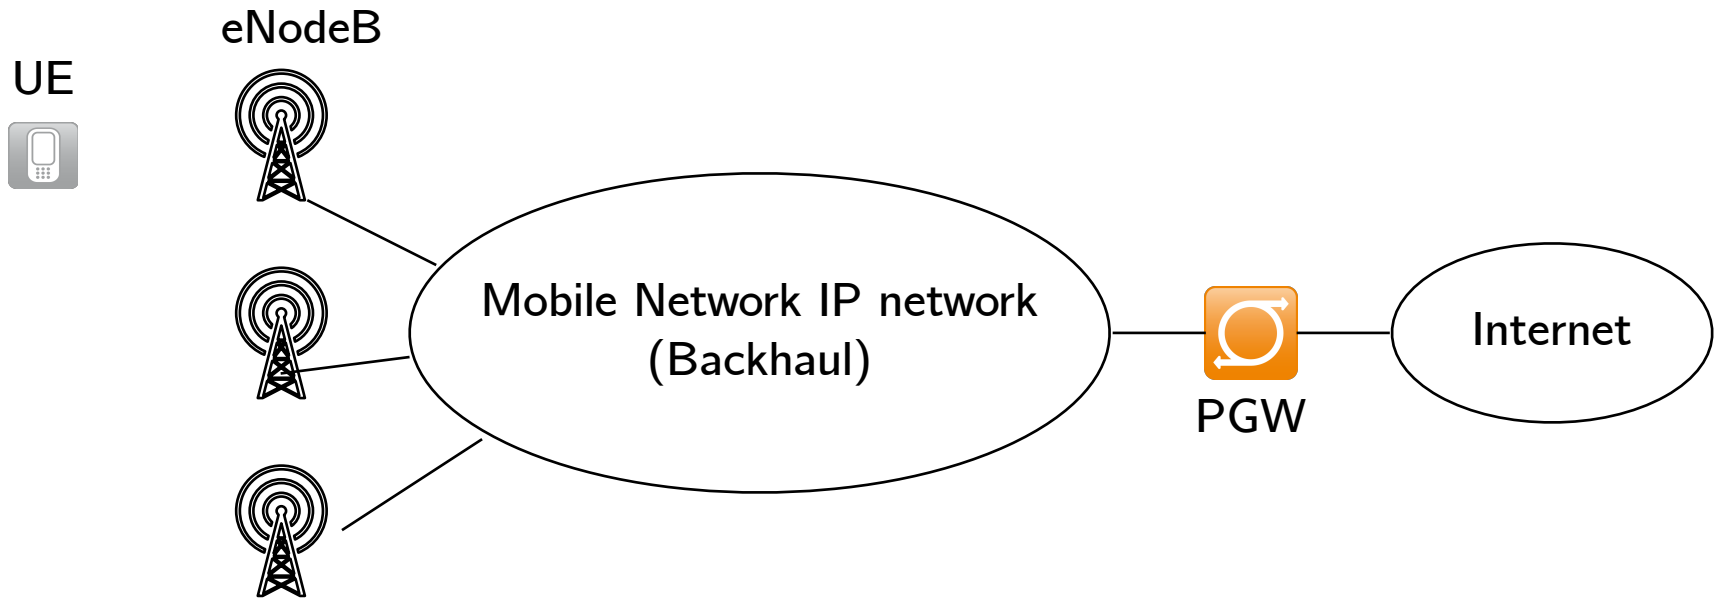 eNodeB
UE
Mobile Network IP network
(Backhaul)
Internet
PGW